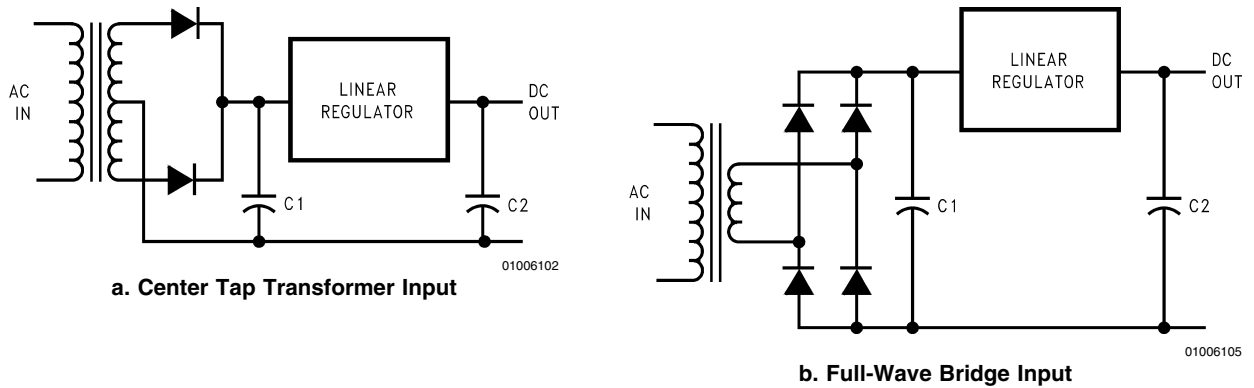 AC
IN
LINEAR
REGULATOR
DC
OUT
C1
C2
01006102
a. Center Tap Transformer Input
AC
IN
LINEAR
REGULATOR
DC
OUT
C1
C2
01006105
b. Full-Wave Bridge Input